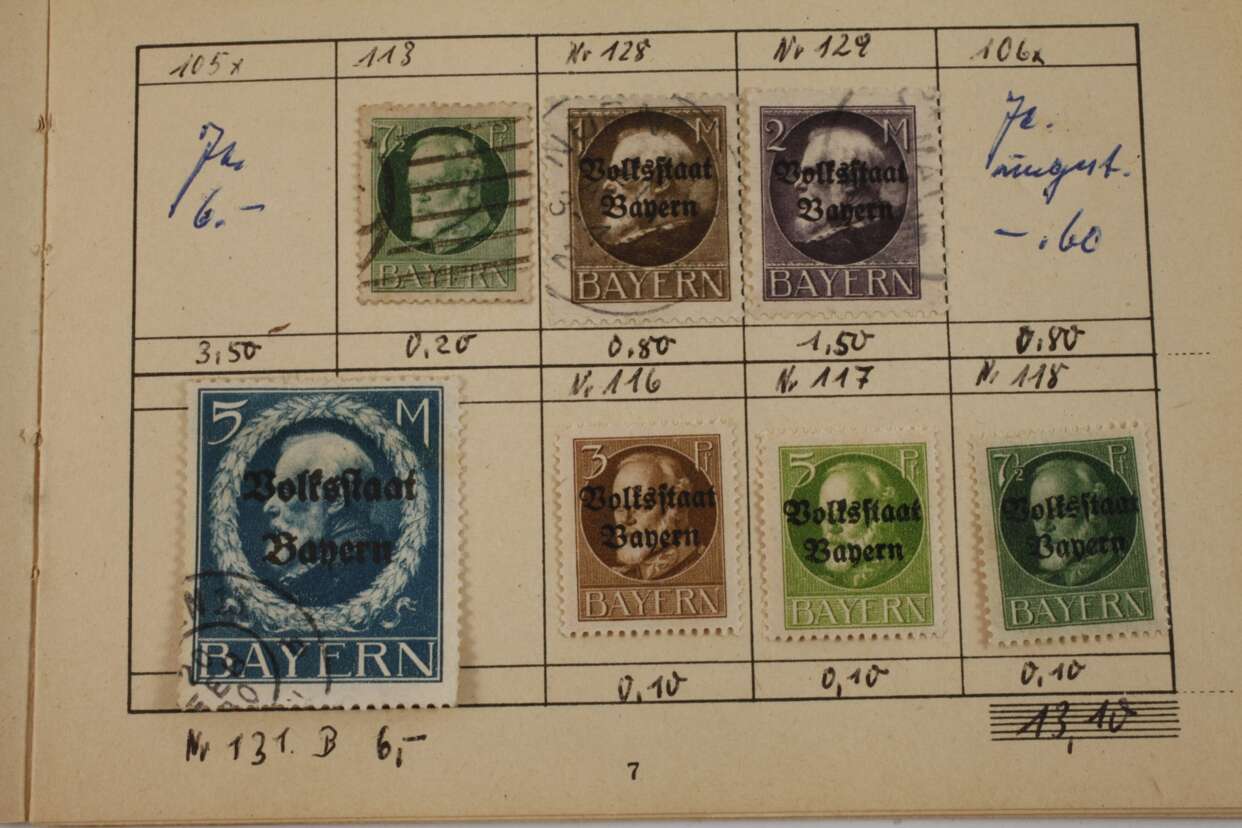 105x
113
Nr 128
Nr 129
106x
6.-
7½ Pf
BAYERN
1 M
Volksstaat
Bayern
BAYERN
2 M
Volksstaat
Bayern
BAYERN
-.60
3,50
0,20
0,80
1,50
0,80
Nr 116
Nr 117
Nr 118
5 M
Volksstaat
Bayern
BAYERN
3 Pf
Volksstaat
Bayern
BAYERN
5 Pf
Volksstaat
Bayern
BAYERN
7½ Pf
Volksstaat
Bayern
BAYERN
0,10
0,10
0,10
Nr 131. B 6,-
13,10
7